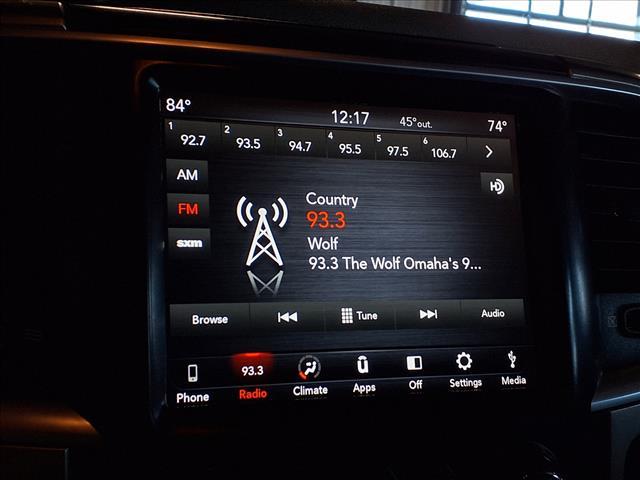 84° 12:17 45°out. 74°
1 92.7 2 93.5 3 94.7 4 95.5 5 97.5 6 106.7
AM
HD
FM
sxm
Country
93.3
Wolf
93.3 The Wolf Omaha's 9...
Browse Tune Audio
93.3
Phone Radio Climate Apps Off Settings Media